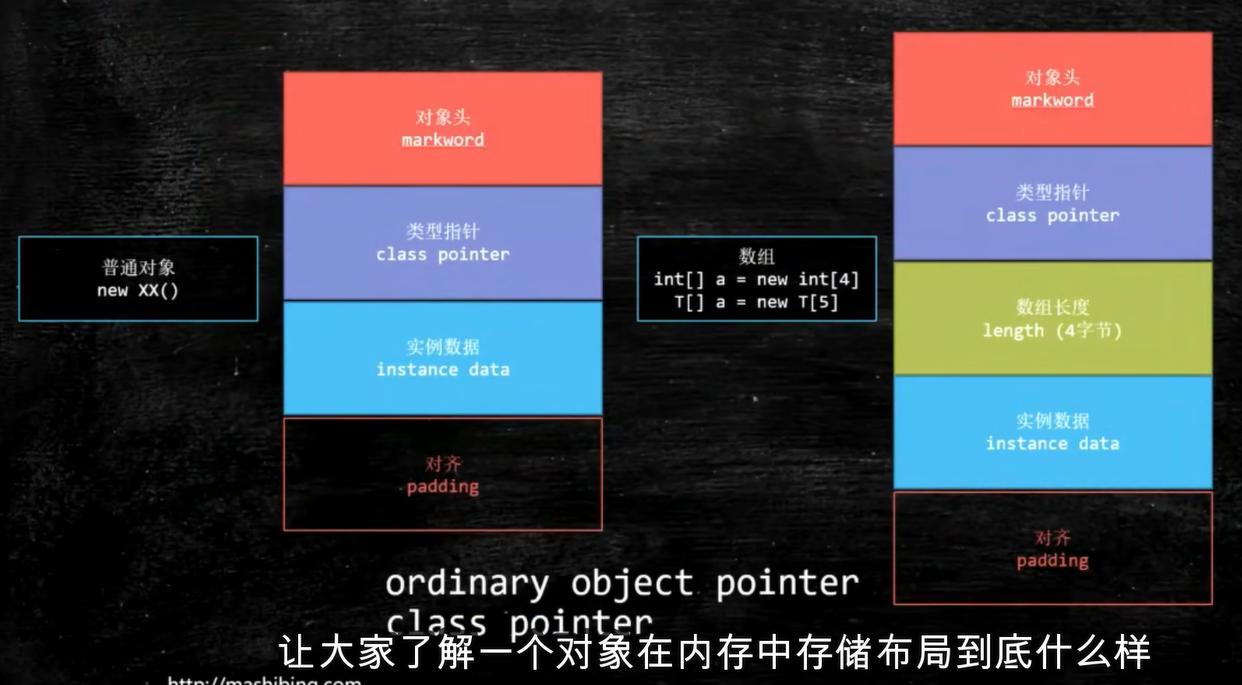 普通对象
new XX()
对象头
markword
类型指针
class pointer
实例数据
instance data
对齐
padding
数组
int[] a = new int[4]
T[] a = new T[5]
对象头
markword
类型指针
class pointer
数组长度
length (4字节)
实例数据
instance data
对齐
padding
ordinary object pointer
class pointer
让大家了解一个对象在内存中存储布局到底什么样
http://mashibing.com